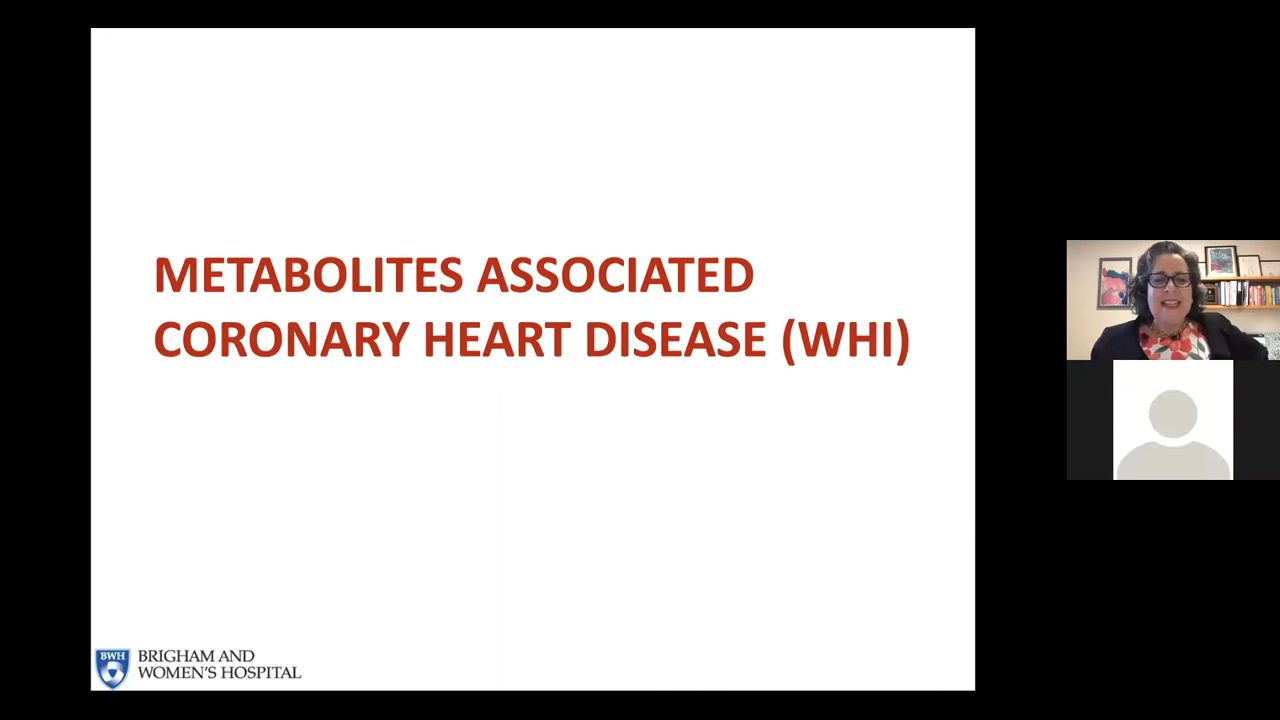 METABOLITES ASSOCIATED
CORONARY HEART DISEASE (WHI)
BWH
BRIGHAM AND
WOMEN'S HOSPITAL